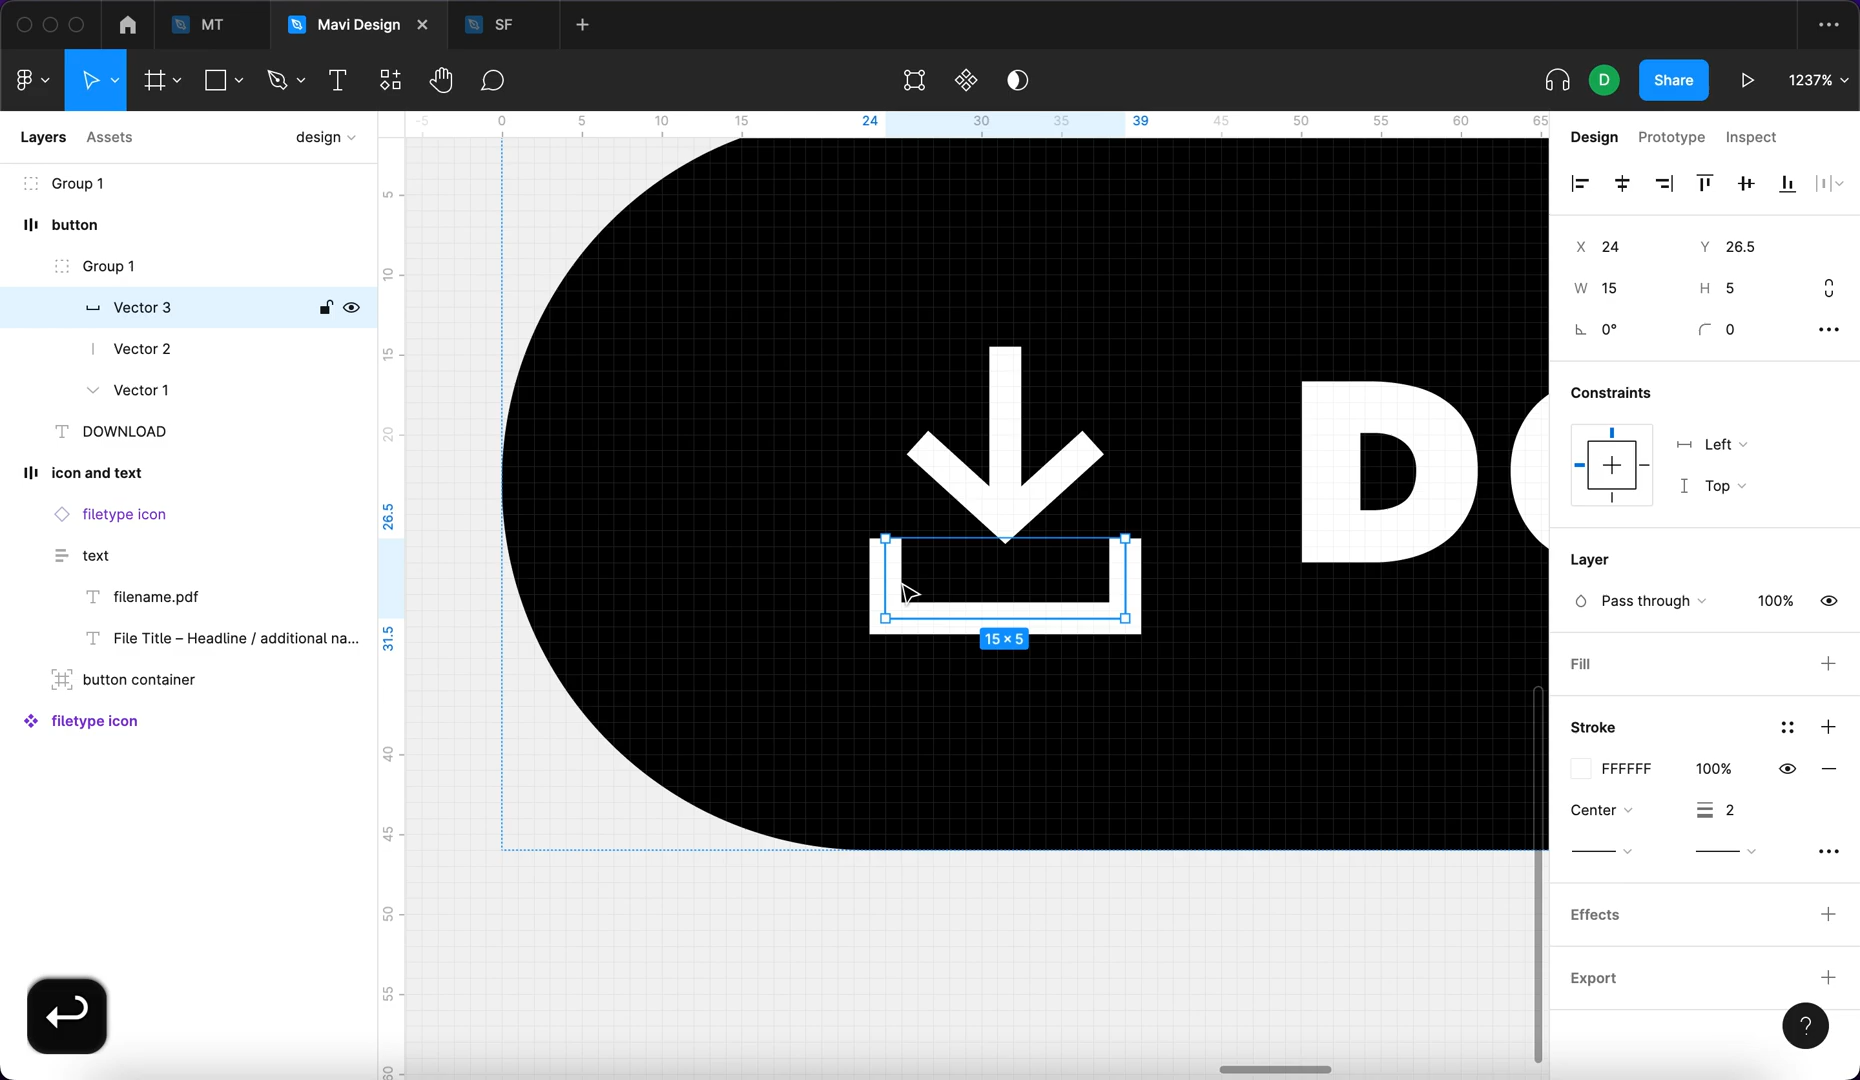 MT
Mavi Design
SF
D
Share
1237%
Layers
Assets
design
-5
0
5
10
15
24
30
35
39
45
50
55
60
65
Design
Prototype
Inspect
Group 1
button
Group 1
Vector 3
Vector 2
Vector 1
DOWNLOAD
icon and text
filetype icon
text
filename.pdf
File Title – Headline / additional na...
button container
filetype icon
5
10
15
20
26.5
31.5
40
45
50
55
60
D
15 × 5
X 24
Y 26.5
W 15
H 5
0°
0
Constraints
Left
Top
Layer
Pass through
100%
Fill
Stroke
FFFFFF
100%
Center
2
Effects
Export
?